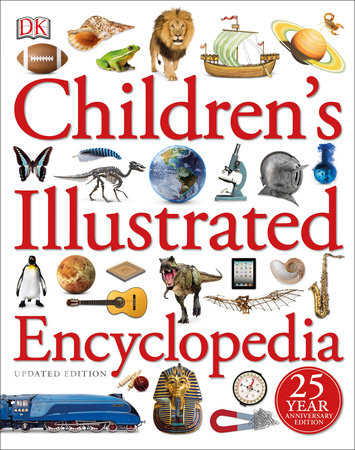 DK
Children's
Illustrated
Encyclopedia
UPDATED EDITION
25
YEAR
ANNIVERSARY
EDITION